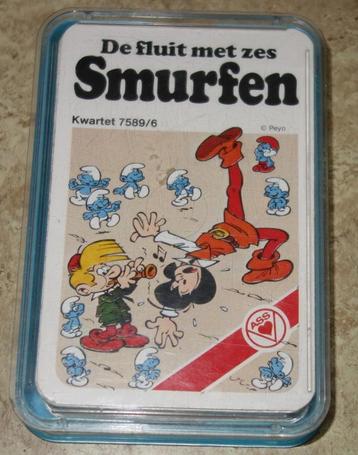 De fluit met zes
Smurfen
Kwartet 7589/6
© Peyo
ASS